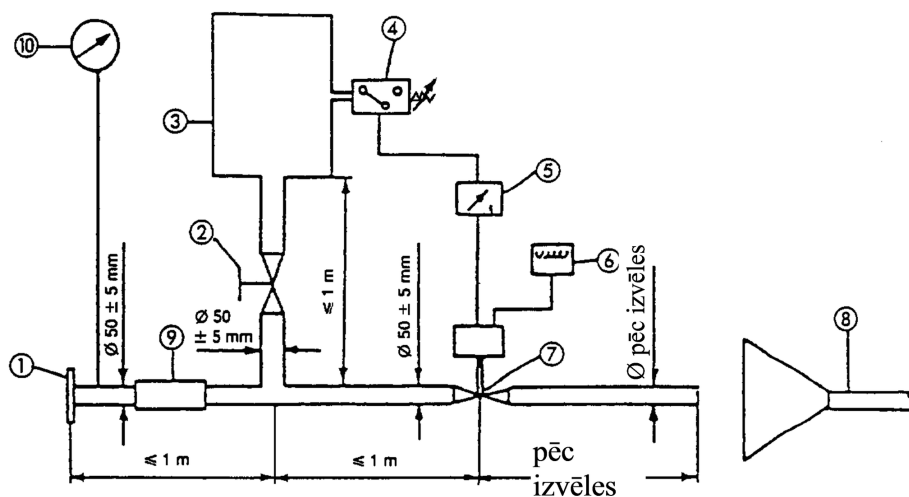 ⑩
④
③
⑤
②
⑥
Ø 50 ± 5 mm
Ø 50
± 5 mm
≤ 1 m
Ø 50 ± 5 mm
Ø pēc izvēles
①
⑨
⑦
⑧
≤ 1 m
≤ 1 m
pēc
izvēles